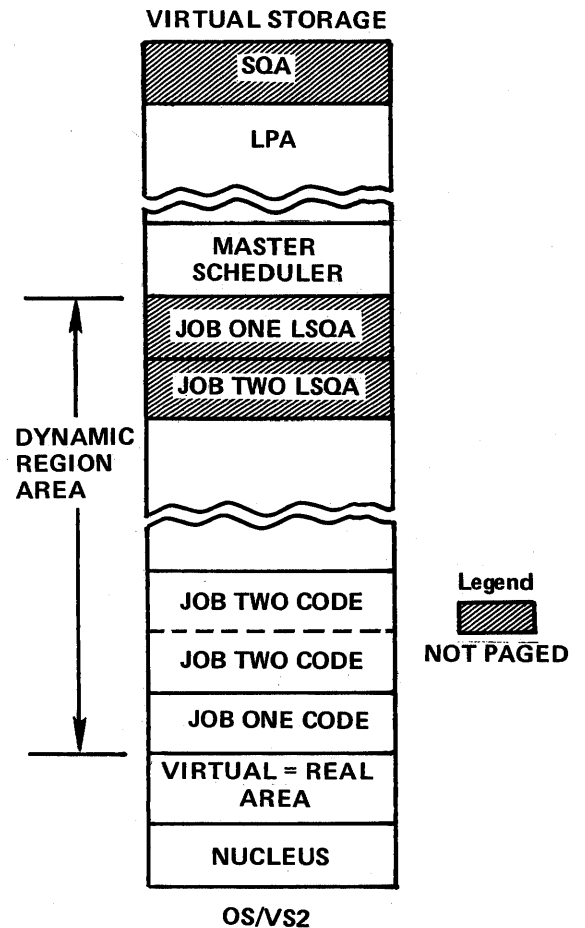 VIRTUAL STORAGE
SQA
LPA
MASTER
SCHEDULER
JOB ONE LSQA
JOB TWO LSQA
DYNAMIC
REGION
AREA
JOB TWO CODE
JOB TWO CODE
JOB ONE CODE
VIRTUAL = REAL
AREA
NUCLEUS
OS/VS2
Legend
NOT PAGED